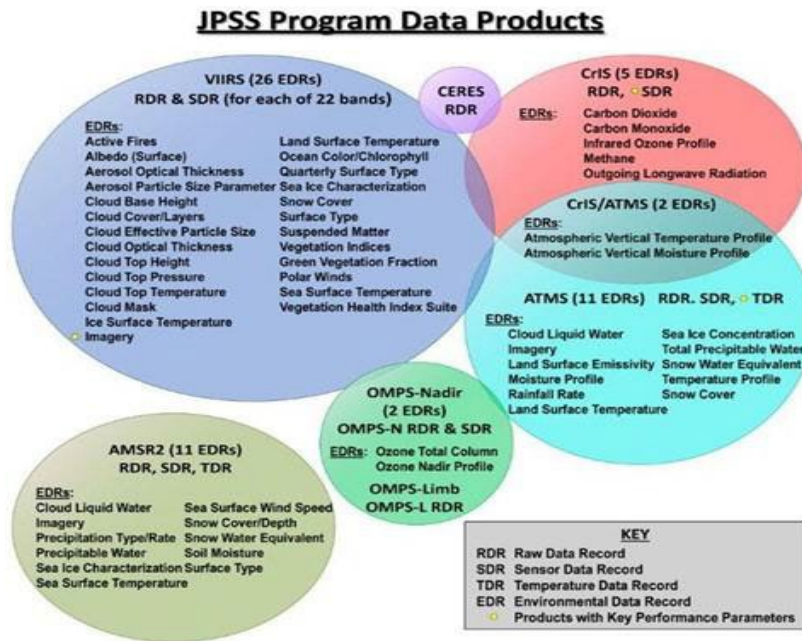 JPSS Program Data Products
VIIRS (26 EDRs)
RDR & SDR (for each of 22 bands)
EDRs:
Active Fires
Albedo (Surface)
Aerosol Optical Thickness
Aerosol Particle Size Parameter
Cloud Base Height
Cloud Cover/Layers
Cloud Effective Particle Size
Cloud Optical Thickness
Cloud Top Height
Cloud Top Pressure
Cloud Top Temperature
Cloud Mask
Ice Surface Temperature
Imagery
Land Surface Temperature
Ocean Color/Chlorophyll
Quarterly Surface Type
Sea Ice Characterization
Snow Cover
Surface Type
Suspended Matter
Vegetation Indices
Green Vegetation Fraction
Polar Winds
Sea Surface Temperature
Vegetation Health Index Suite
CERES
RDR
CrIS (5 EDRs)
RDR, SDR
EDRs:
Carbon Dioxide
Carbon Monoxide
Infrared Ozone Profile
Methane
Outgoing Longwave Radiation
CrIS/ATMS (2 EDRs)
EDRs:
Atmospheric Vertical Temperature Profile
Atmospheric Vertical Moisture Profile
ATMS (11 EDRs) RDR. SDR, TDR
EDRs:
Cloud Liquid Water
Imagery
Land Surface Emissivity
Moisture Profile
Rainfall Rate
Land Surface Temperature
Sea Ice Concentration
Total Precipitable Water
Snow Water Equivalent
Temperature Profile
Snow Cover
OMPS-Nadir
(2 EDRs)
OMPS-N RDR & SDR
EDRs: Ozone Total Column
Ozone Nadir Profile
OMPS-Limb
OMPS-L RDR
AMSR2 (11 EDRs)
RDR, SDR, TDR
EDRs:
Cloud Liquid Water
Imagery
Precipitation Type/Rate
Precipitable Water
Sea Ice Characterization
Sea Surface Temperature
Sea Surface Wind Speed
Snow Cover/Depth
Snow Water Equivalent
Soil Moisture
Surface Type
KEY
RDR Raw Data Record
SDR Sensor Data Record
TDR Temperature Data Record
EDR Environmental Data Record
Products with Key Performance Parameters